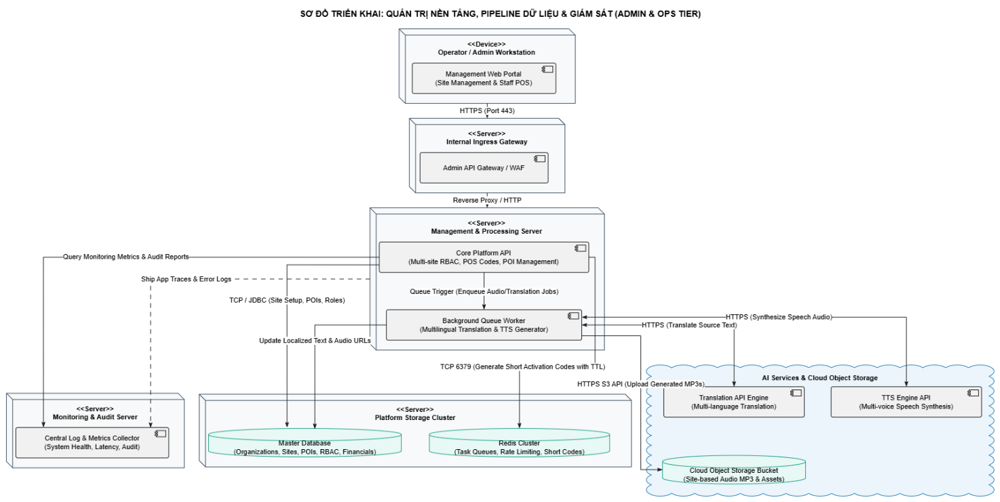 SƠ ĐỒ TRIỂN KHAI: QUẢN TRỊ NỀN TẢNG, PIPELINE DỮ LIỆU & GIÁM SÁT (ADMIN & OPS TIER)
<<Device>>
Operator / Admin Workstation
Management Web Portal
(Site Management & Staff POS)
HTTPS (Port 443)
<<Server>>
Internal Ingress Gateway
Admin API Gateway / WAF
Reverse Proxy / HTTP
<<Server>>
Management & Processing Server
Core Platform API
(Multi-site RBAC, POS Codes, POI Management)
Query Monitoring Metrics & Audit Reports
Ship App Traces & Error Logs
Queue Trigger (Enqueue Audio/Translation Jobs)
TCP / JDBC (Site Setup, POIs, Roles)
Background Queue Worker
(Multilingual Translation & TTS Generator)
HTTPS (Synthesize Speech Audio)
HTTPS (Translate Source Text)
Update Localized Text & Audio URLs
TCP 6379 (Generate Short Activation Codes with TTL)
HTTPS S3 API (Upload Generated MP3s)
AI Services & Cloud Object Storage
Translation API Engine
(Multi-language Translation)
TTS Engine API
(Multi-voice Speech Synthesis)
<<Server>>
Monitoring & Audit Server
Central Log & Metrics Collector
(System Health, Latency, Audit)
<<Server>>
Platform Storage Cluster
Master Database
(Organizations, Sites, POIs, RBAC, Financials)
Redis Cluster
(Task Queues, Rate Limiting, Short Codes)
Cloud Object Storage Bucket
(Site-based Audio MP3 & Assets)